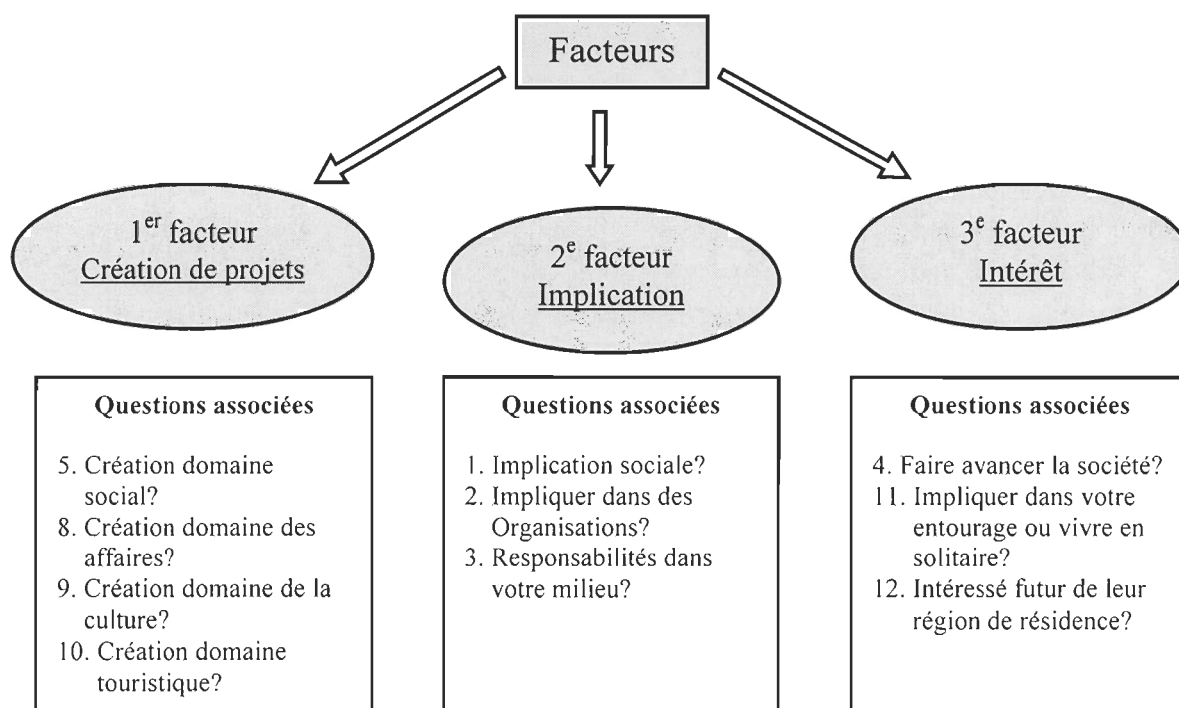 Facteurs
1er facteur
Création de projets
2e facteur
Implication
3e facteur
Intérêt
Questions associées
5. Création domaine
social?
8. Création domaine des
affaires?
9. Création domaine de la
culture?
10. Création domaine
touristique?
Questions associées
1. Implication sociale?
2. Impliquer dans des
Organisations?
3. Responsabilités dans
votre milieu?
Questions associées
4. Faire avancer la société?
11. Impliquer dans votre
entourage ou vivre en
solitaire?
12. Intéressé futur de leur
région de résidence?